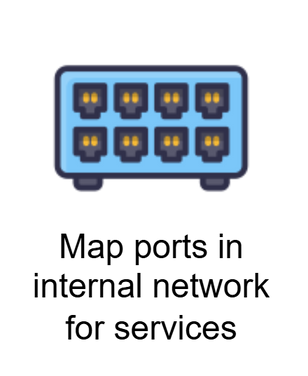 Map ports in
internal network
for services